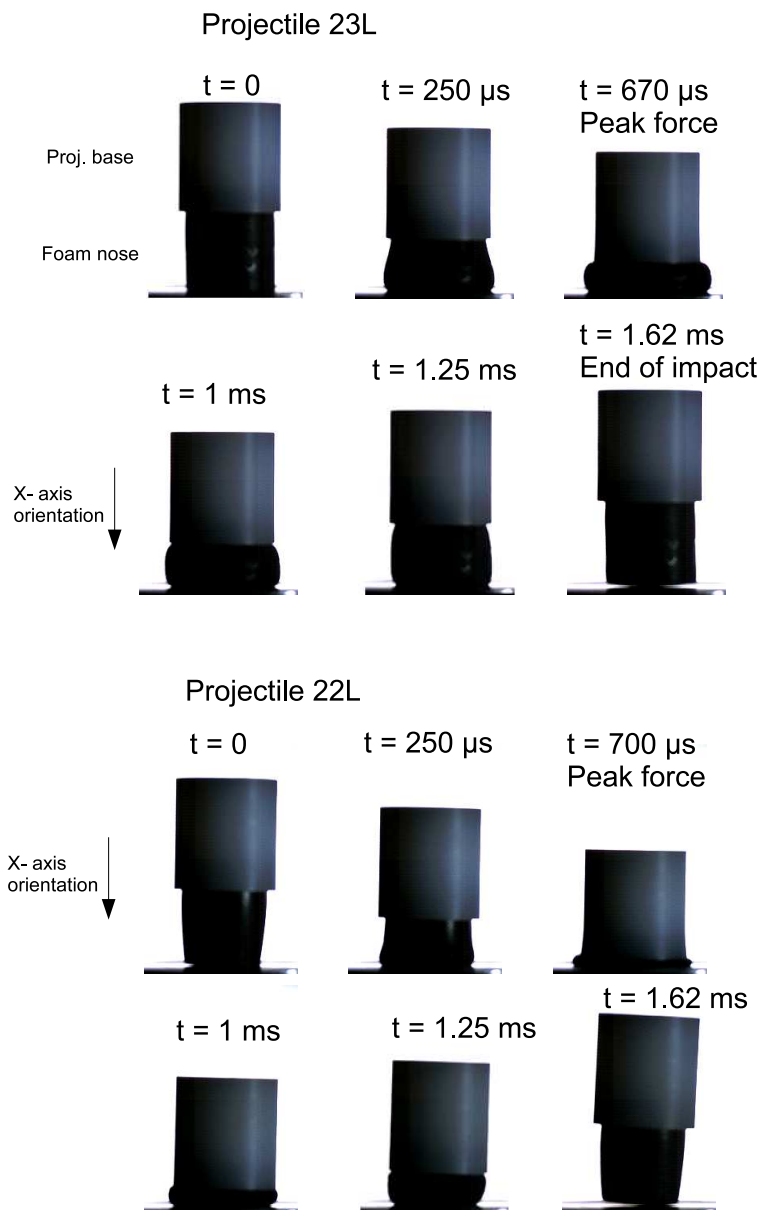 Projectile 23L
t = 0
t = 250 µs
t = 670 µs
Peak force
Proj. base
Foam nose
t = 1 ms
t = 1.25 ms
t = 1.62 ms
End of impact
X- axis
orientation
Projectile 22L
t = 0
t = 250 µs
t = 700 µs
Peak force
X- axis
orientation
t = 1 ms
t = 1.25 ms
t = 1.62 ms